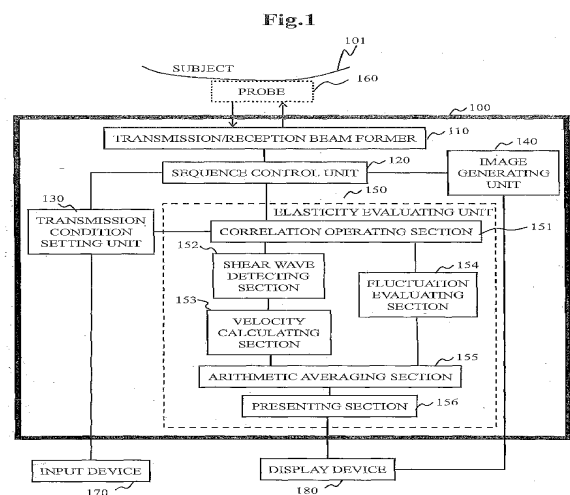 Fig.1
101
SUBJECT
160
PROBE
100
TRANSMISSION/RECEPTION BEAM FORMER
110
140
120
SEQUENCE CONTROL UNIT
IMAGE
GENERATING
UNIT
130
150
TRANSMISSION
CONDITION
SETTING UNIT
ELASTICITY EVALUATING UNIT
151
CORRELATION OPERATING SECTION
152
SHEAR WAVE
DETECTING
SECTION
154
FLUCTUATION
EVALUATING
SECTION
153
VELOCITY
CALCULATING
SECTION
155
ARITHMETIC AVERAGING SECTION
PRESENTING SECTION
156
INPUT DEVICE
DISPLAY DEVICE
170
180